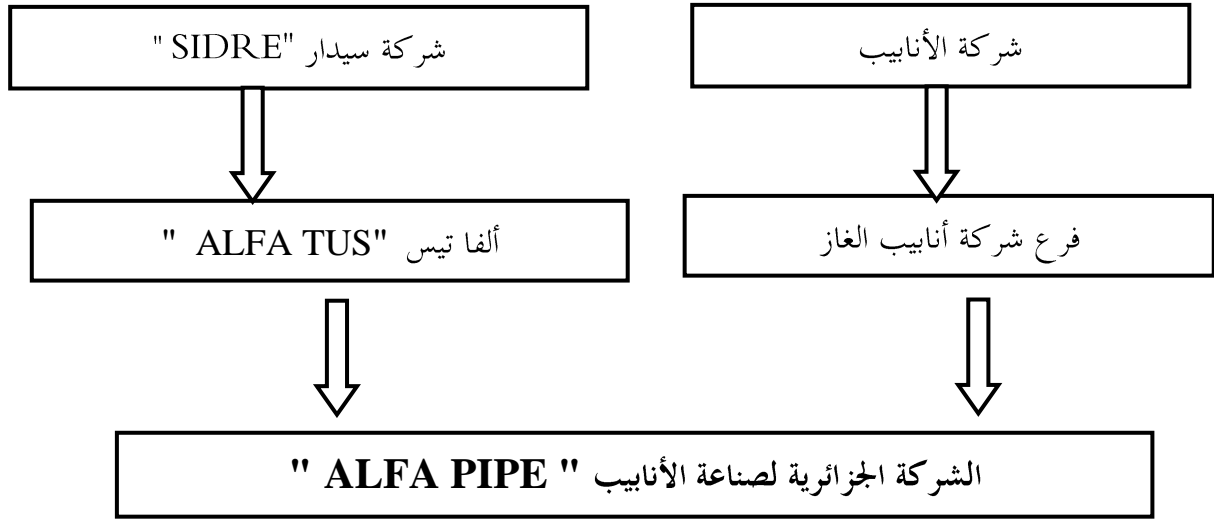 شركة الأنابيب
شركة سيدار "SIDRE "
فرع شركة أنابيب الغاز
ألفا تيس "ALFA TUS "
الشركة الجزائرية لصناعة الأنابيب " ALFA PIPE "